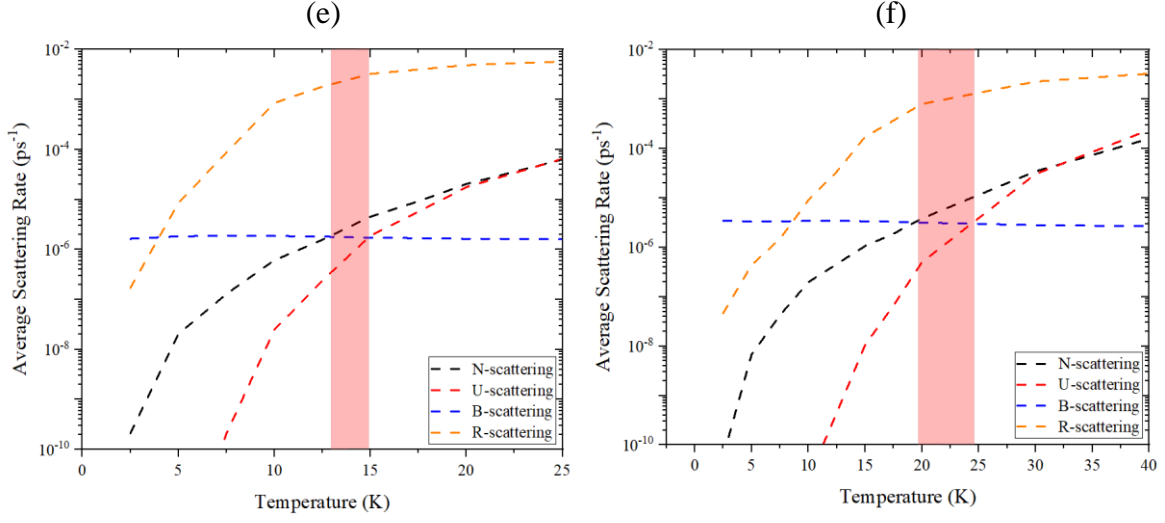 (e)
Average Scattering Rate (ps⁻¹)
10⁻²
10⁻⁴
10⁻⁶
10⁻⁸
10⁻¹⁰
0 5 10 15 20 25
Temperature (K)
N-scattering
U-scattering
B-scattering
R-scattering
(f)
Average Scattering Rate (ps⁻¹)
10⁻²
10⁻⁴
10⁻⁶
10⁻⁸
10⁻¹⁰
0 5 10 15 20 25 30 35 40
Temperature (K)
N-scattering
U-scattering
B-scattering
R-scattering